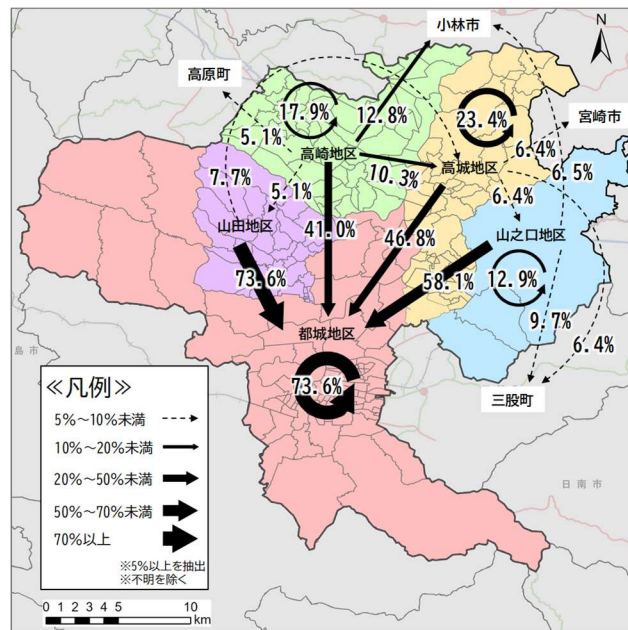 小林市
N
高原町
17.9%
12.8%
23.4%
宮崎市
5.1%
高崎地区
6.4%
10.3%
高城地区
6.5%
7.7%
5.1%
6.4%
山田地区
41.0%
46.8%
山之口地区
73.6%
58.1%
12.9%
都城地区
9.7%
6.4%
島市
73.6%
三股町
≪凡例≫
5%~10%未満
10%~20%未満
20%~50%未満
50%~70%未満
70%以上
※5%以上を抽出
※不明を除く
日南市
0 1 2 3 4 5 10
km